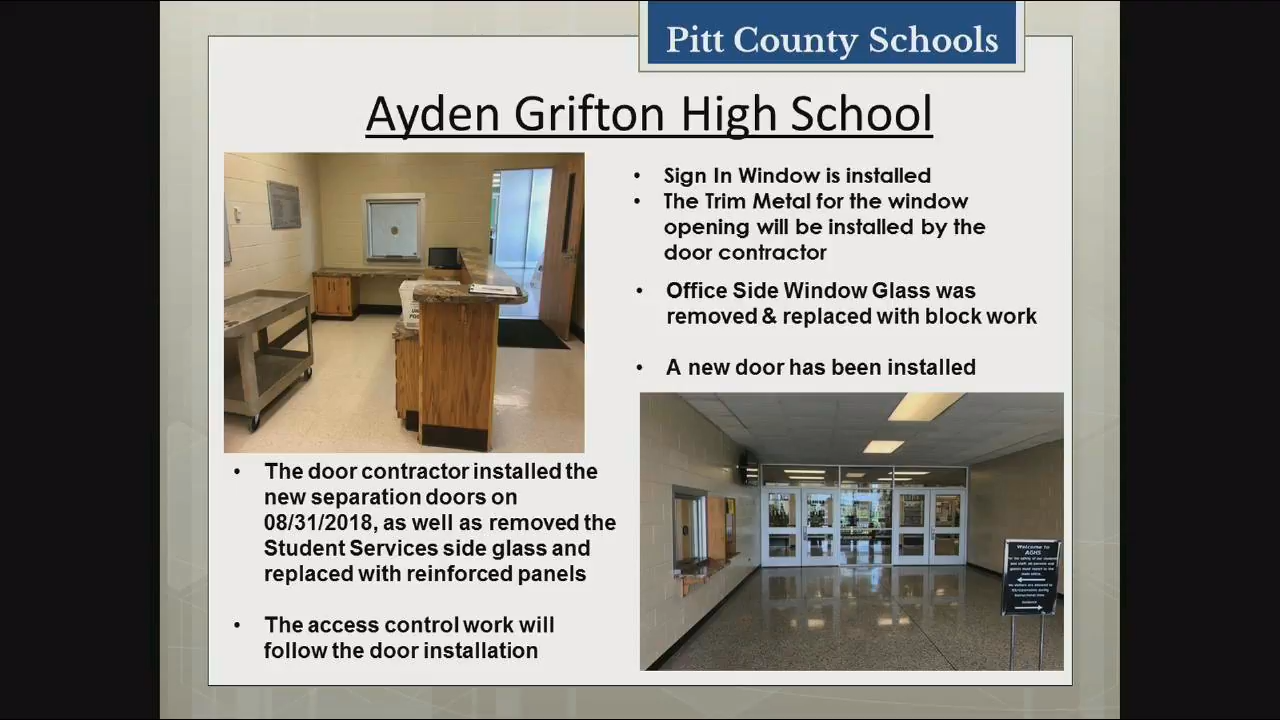 Pitt County Schools
Ayden Grifton High School
• Sign In Window is installed
• The Trim Metal for the window
opening will be installed by the
door contractor
• Office Side Window Glass was
removed & replaced with block work
• A new door has been installed
• The door contractor installed the
new separation doors on
08/31/2018, as well as removed the
Student Services side glass and
replaced with reinforced panels
• The access control work will
follow the door installation
Welcome to
AGHS